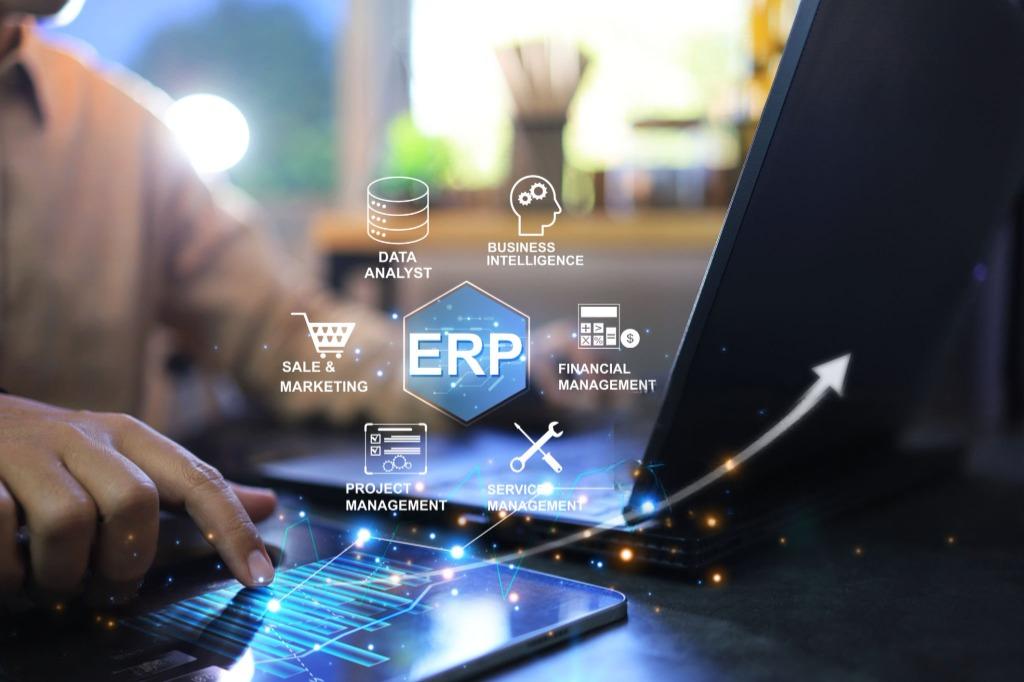 DATA
ANALYST
BUSINESS
INTELLIGENCE
SALE &
MARKETING
ERP
$
FINANCIAL
MANAGEMENT
PROJECT
MANAGEMENT
SERVICE
MANAGEMENT